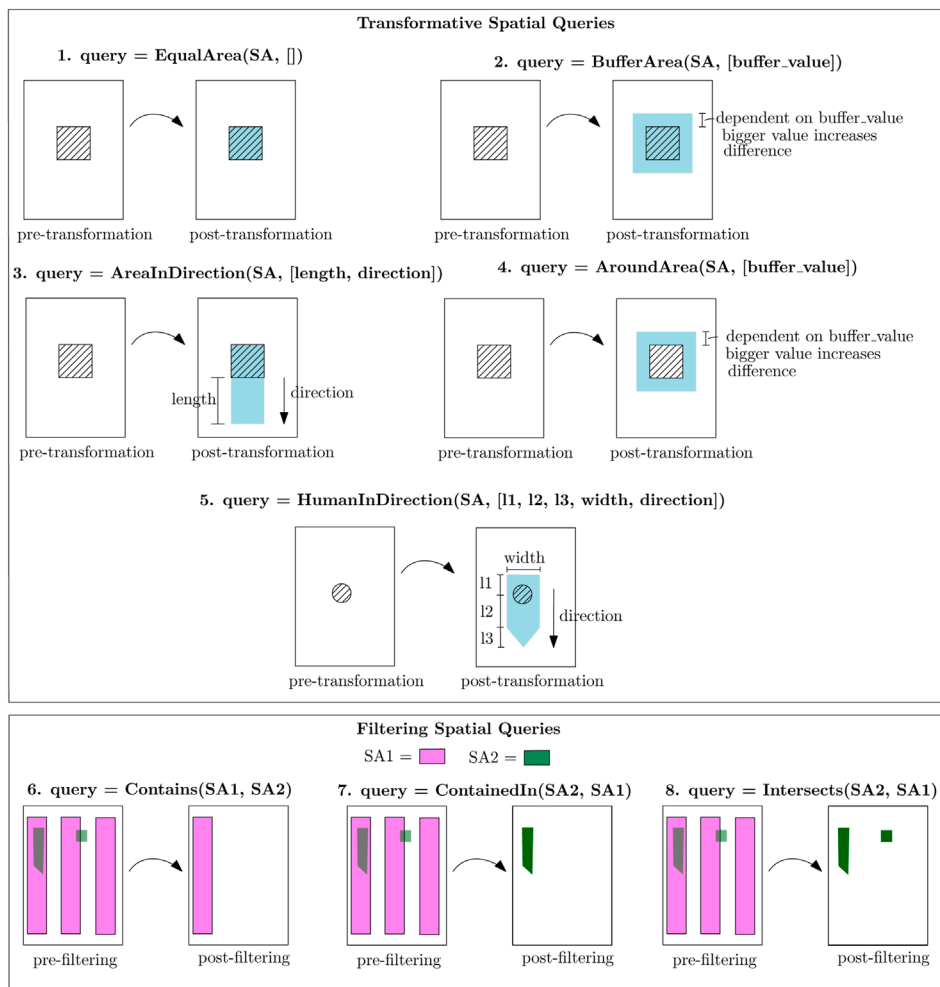 Transformative Spatial Queries
1. query = EqualArea(SA, [])
pre-transformation
post-transformation
2. query = BufferArea(SA, [buffer_value])
dependent on buffer_value
bigger value increases
difference
pre-transformation
post-transformation
3. query = AreaInDirection(SA, [length, direction])
length
direction
pre-transformation
post-transformation
4. query = AroundArea(SA, [buffer_value])
dependent on buffer_value
bigger value increases
difference
pre-transformation
post-transformation
5. query = HumanInDirection(SA, [l1, l2, l3, width, direction])
width
l1
l2
l3
direction
pre-transformation
post-transformation
Filtering Spatial Queries
SA1 =
SA2 =
6. query = Contains(SA1, SA2)
pre-filtering
post-filtering
7. query = ContainedIn(SA2, SA1)
pre-filtering
post-filtering
8. query = Intersects(SA2, SA1)
pre-filtering
post-filtering